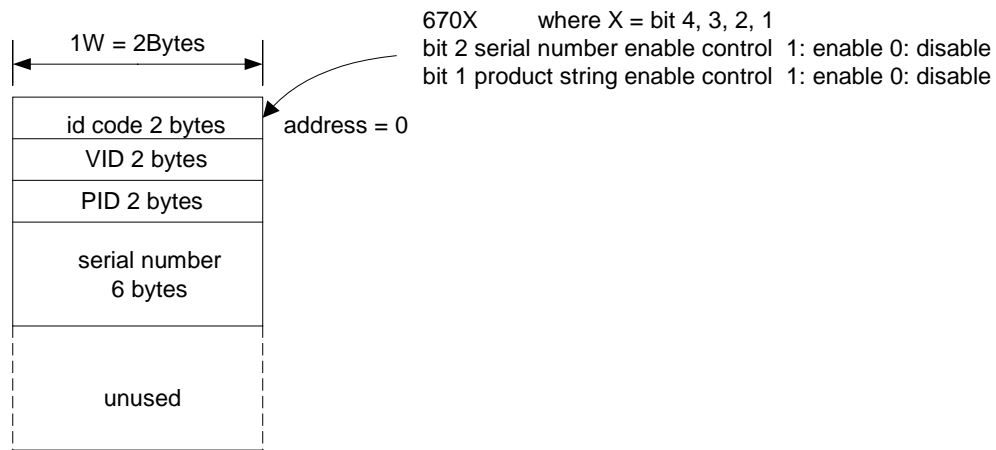 670X where X = bit 4, 3, 2, 1
bit 2 serial number enable control 1: enable 0: disable
bit 1 product string enable control 1: enable 0: disable
1W = 2Bytes
id code 2 bytes
address = 0
VID 2 bytes
PID 2 bytes
serial number
6 bytes
unused